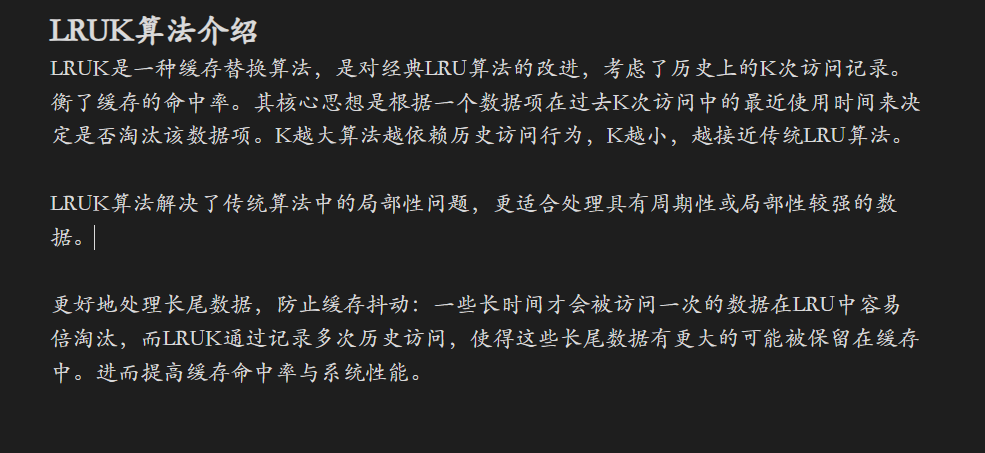 LRUK算法介绍
LRUK是一种缓存替换算法，是对经典LRU算法的改进，考虑了历史上的K次访问记录。
衡了缓存的命中率。其核心思想是根据一个数据项在过去K次访问中的最近使用时间来决
定是否淘汰该数据项。K越大算法越依赖历史访问行为，K越小，越接近传统LRU算法。
LRUK算法解决了传统算法中的局部性问题，更适合处理具有周期性或局部性较强的数
据。
更好地处理长尾数据，防止缓存抖动：一些长时间才会被访问一次的数据在LRU中容易
倍淘汰，而LRUK通过记录多次历史访问，使得这些长尾数据有更大的可能被保留在缓存
中。进而提高缓存命中率与系统性能。